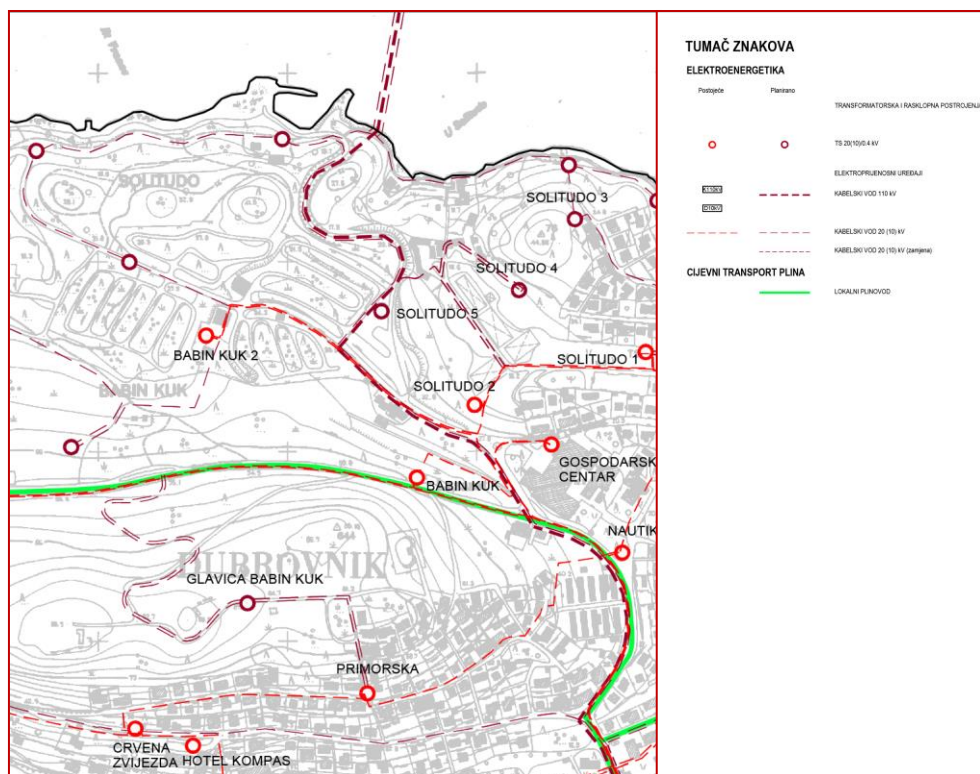 SOLITUDO
SOLITUDO 3
SOLITUDO 4
SOLITUDO 5
BABIN KUK 2
SOLITUDO 1
BABIN KUK
SOLITUDO 2
GOSPODARSK
CENTAR
BABIN KUK
NAUTIK
DUBROVNIK
GLAVICA BABIN KUK
PRIMORSKA
CRVENA
ZVIJEZDA
HOTEL KOMPAS
TUMAČ ZNAKOVA
ELEKTROENERGETIKA
Postojeće
Planirano
TRANSFORMATORSKA I RASKLOPNA POSTROJENJ
TS 20(10)/0.4 kV
ELEKTROPRIJENOSNI UREĐAJI
KABELSKI VOD 110 kV
KABELSKI VOD 20 (10) kV
KABELSKI VOD 20 (10) kV (zamjena)
CIJEVNI TRANSPORT PLINA
LOKALNI PLINOVOD